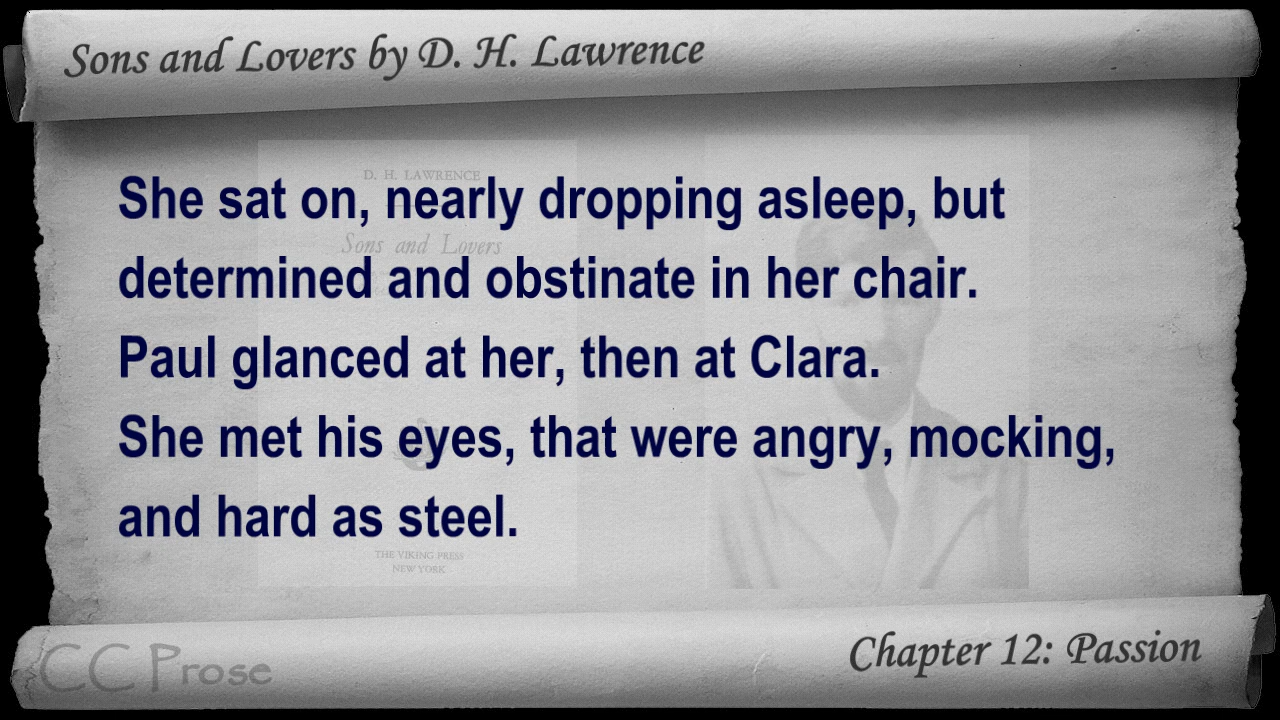 Sons and Lovers by D. H. Lawrence
D. H. LAWRENCE
She sat on, nearly dropping asleep, but
Sons and Lovers
determined and obstinate in her chair.
Paul glanced at her, then at Clara.
She met his eyes, that were angry, mocking,
and hard as steel.
THE VIKING PRESS
NEW YORK
CC Prose
Chapter 12: Passion